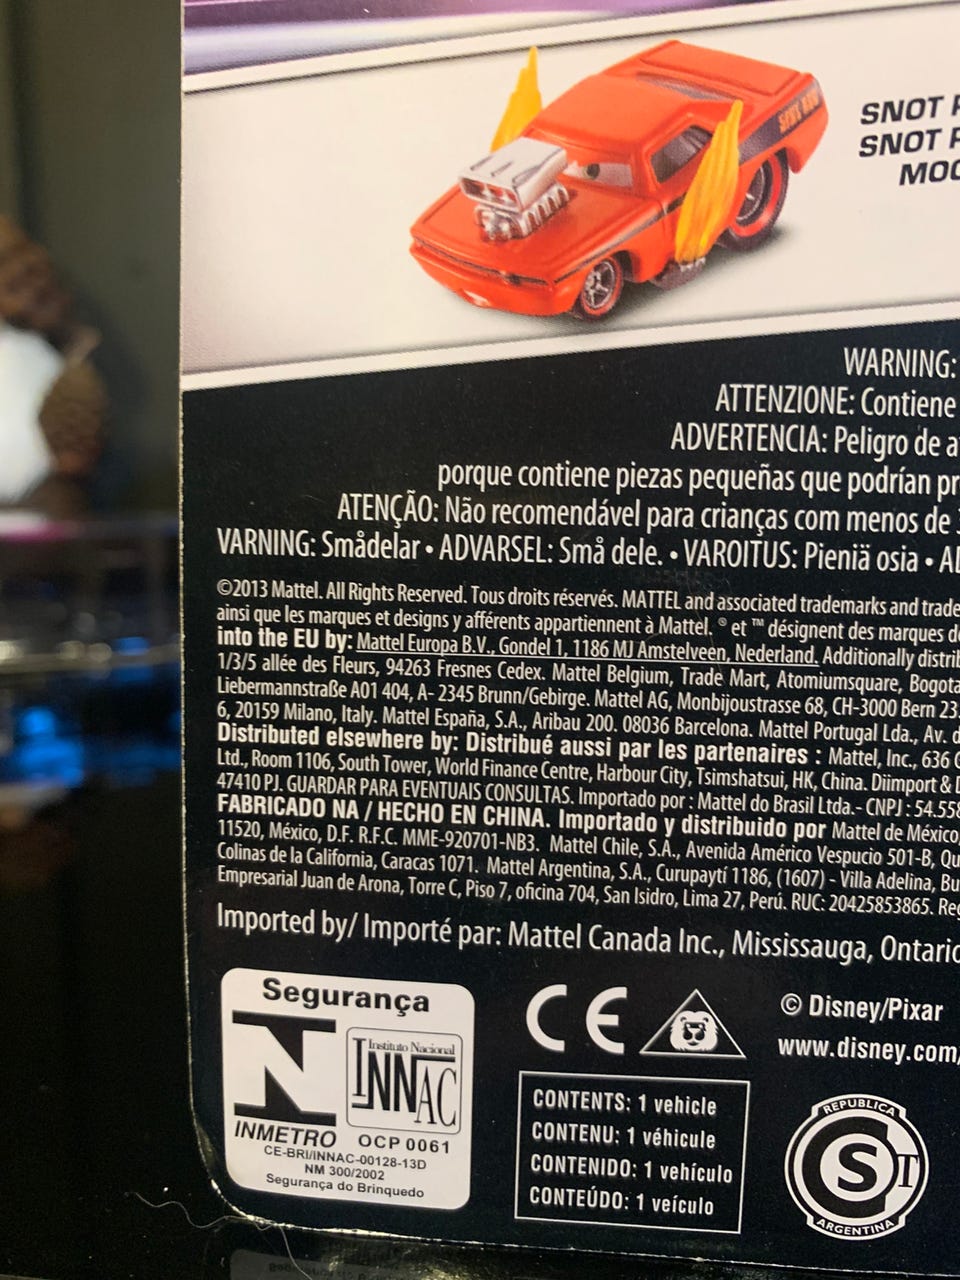 SNOT
SNOT
SNOT ROD
WARNING:
ATTENZIONE: Contiene
ADVERTENCIA: Peligro de
porque contiene piezas pequeñas que podrían
ATENÇÃO: Não recomendável para crianças com menos de
VARNING: Smådelar • ADVARSEL: Små dele. • VAROITUS: Pieniä osia •
©2013 Mattel. All Rights Reserved. Tous droits réservés. MATTEL and associated trademarks and trade
ainsi que les marques et designs y afférents appartiennent à Mattel. ® et ™ désignent des marques
into the EU by: Mattel Europa B.V., Gondel 1, 1186 MJ Amstelveen, Nederland. Additionally
1/3/5 allée des Fleurs, 94263 Fresnes Cedex. Mattel Belgium, Trade Mart, Atomiumsquare, Bogota
Liebermannstraße A01 404, A- 2345 Brunn/Gebirge. Mattel AG, Monbijoustrasse 68, CH-3000 Bern 23.
6, 20159 Milano, Italy. Mattel España, S.A., Aribau 200. 08036 Barcelona. Mattel Portugal Lda., Av.
Distributed elsewhere by: Distribué aussi par les partenaires : Mattel, Inc., 636
Ltd., Room 1106, South Tower, World Finance Centre, Harbour City, Tsimshatsui, HK, China. Diimport &
47410 PJ. GUARDAR PARA EVENTUAIS CONSULTAS. Importado por : Mattel do Brasil Ltda.- CNPJ : 54.558
FABRICADO NA / HECHO EN CHINA. Importado y distribuido por Mattel de México,
11520, México, D.F. R.F.C. MME-920701-NB3. Mattel Chile, S.A., Avenida Américo Vespucio 501-B,
Colinas de la California, Caracas 1071. Mattel Argentina, S.A., Curupaytí 1186, (1607) - Villa Adelina,
Empresarial Juan de Arona, Torre C, Piso 7, oficina 704, San Isidro, Lima 27, Perú. RUC: 20425853865.
Imported by/ Importé par: Mattel Canada Inc., Mississauga, Ontario
Segurança
Instituto Nacional
INNAC
INMETRO OCP 0061
CE-BRI/INNAC-00128-13D
NM 300/2002
Segurança do Brinquedo
CE
© Disney/Pixar
www.disney.com/
CONTENTS: 1 vehicle
CONTENU: 1 véhicule
CONTENIDO: 1 vehículo
CONTEÚDO: 1 veículo
REPUBLICA
CST
ARGENTINA